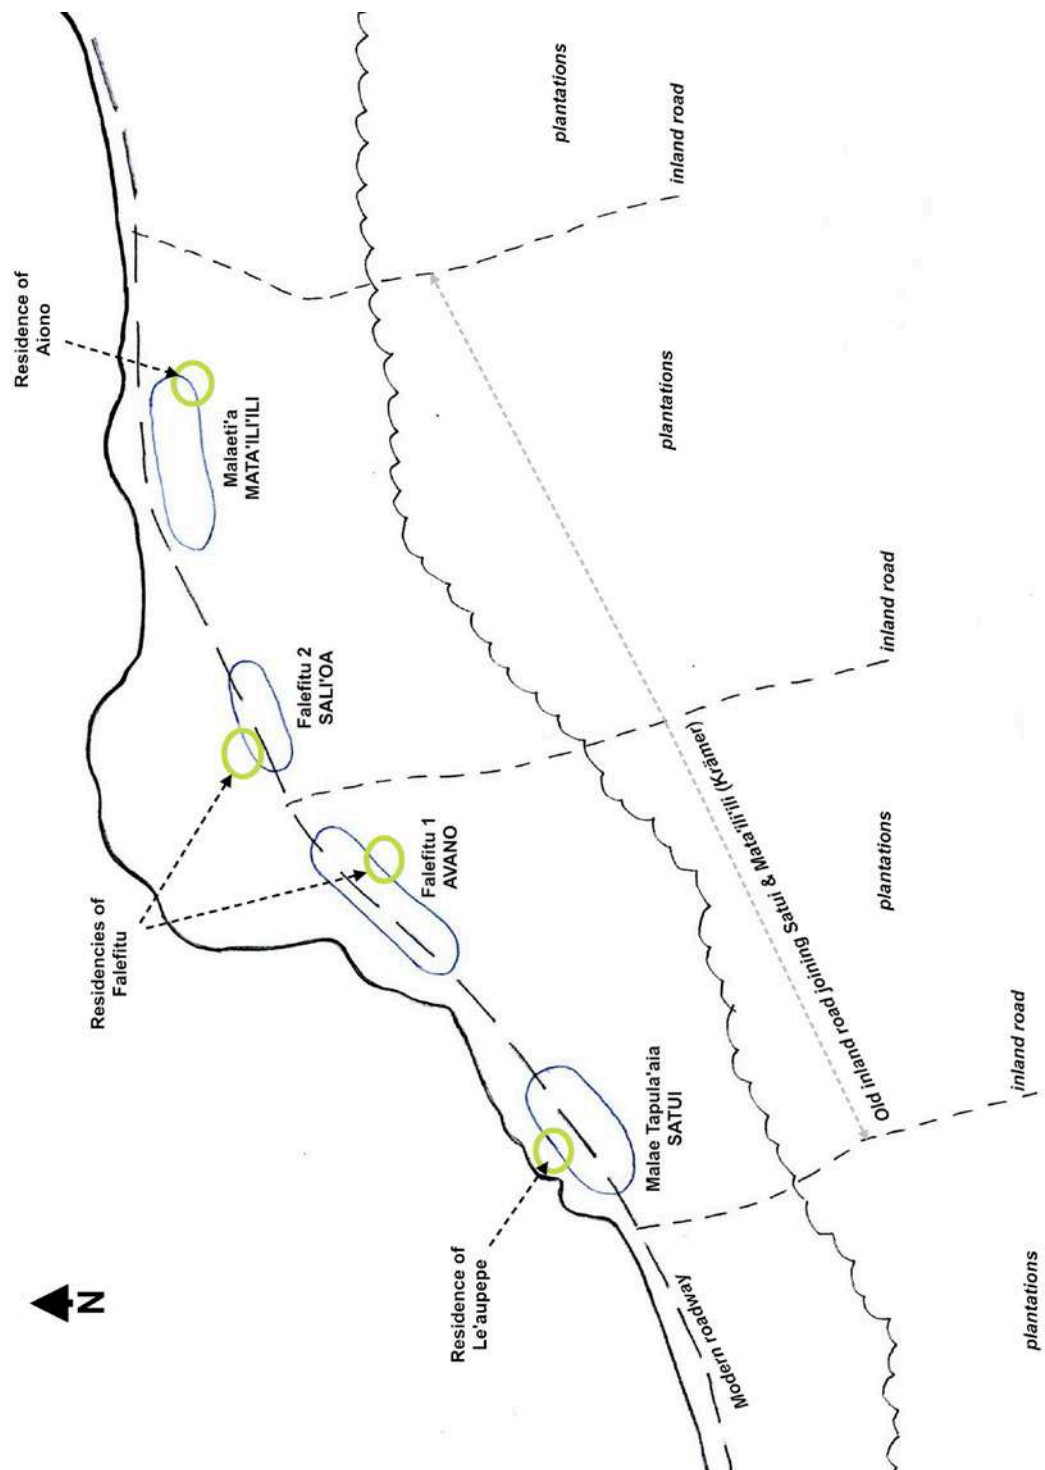 N
Residence of
Le'aupepe
Residencies of
Falefitu
Residence of
Aiono
Malaeti'a
MATA'ILI'ILI
Falefitu 2
SALI'OA
Falefitu 1
AVANO
Malae Tapula'aia
SATUI
Modern roadway
Old inland road joining Satui & Mata'ili'ili (Krämer)
plantations
inland road
plantations
inland road
plantations
inland road
plantations